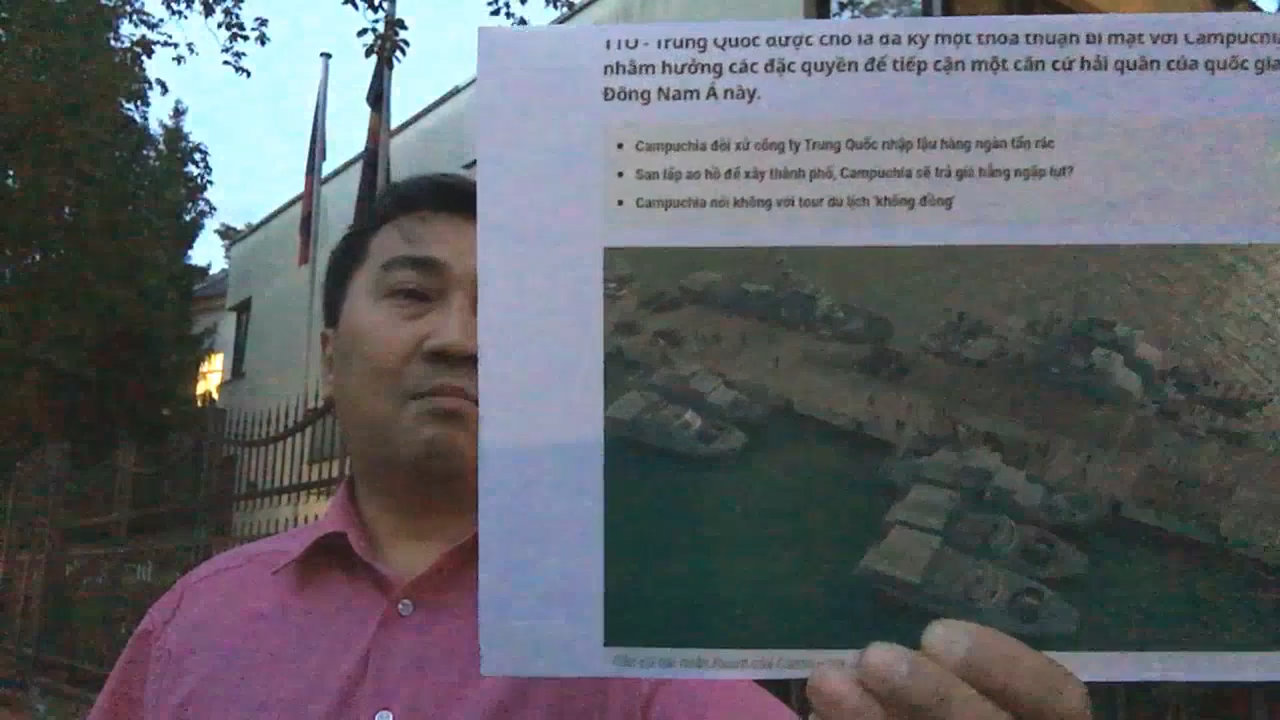 TTO - Trung Quốc được cho là đã ký một thỏa thuận bí mật với Campuchia
nhằm hưởng các đặc quyền để tiếp cận một căn cứ hải quân của quốc gia
Đông Nam Á này.
Campuchia đòi xử công ty Trung Quốc nhập lậu hàng ngàn tấn rác
San lấp ao hồ để xây thành phố, Campuchia sẽ trả giá bằng ngập lụt?
Campuchia nói không với tour du lịch 'không đồng'